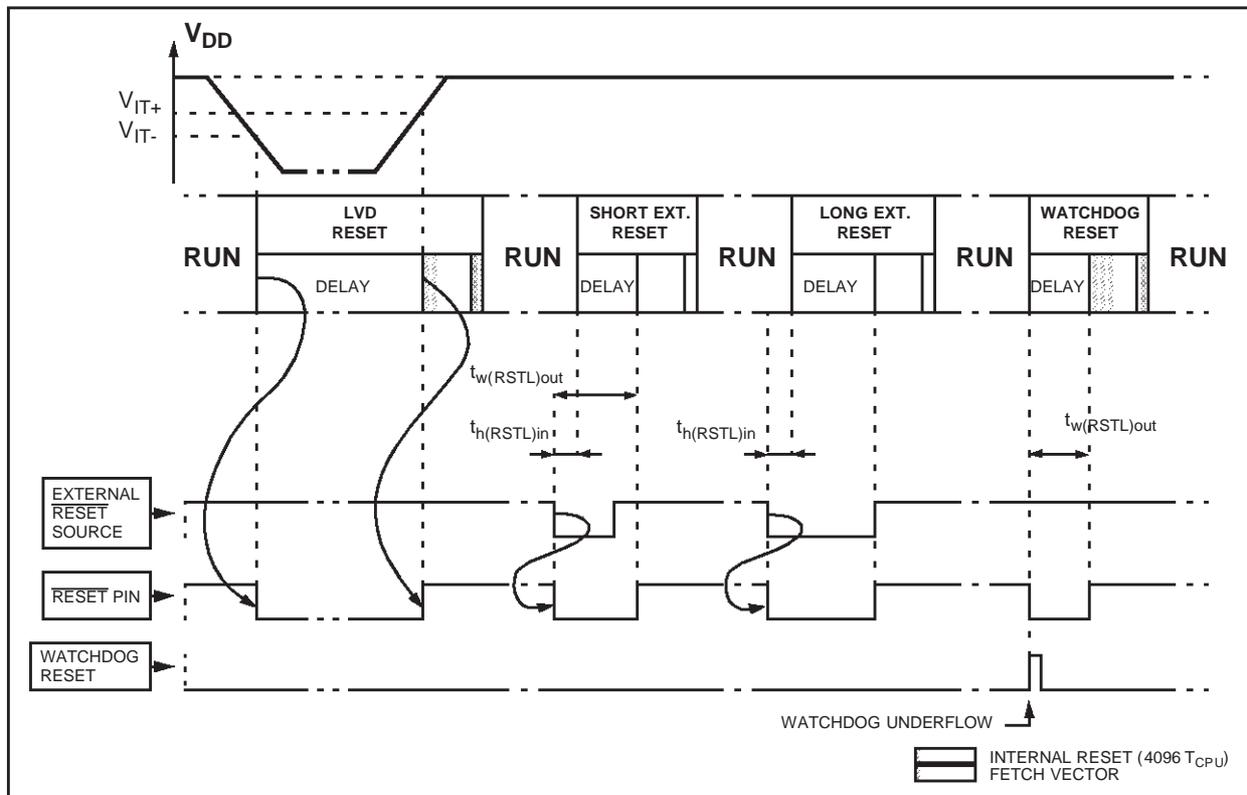 VDD
VIT+
VIT-
LVD
RESET
SHORT EXT.
RESET
LONG EXT.
RESET
WATCHDOG
RESET
RUN
RUN
RUN
RUN
RUN
DELAY
DELAY
DELAY
DELAY
tw(RSTL)out
th(RSTL)in
th(RSTL)in
tw(RSTL)out
EXTERNAL
RESET
SOURCE
RESET PIN
WATCHDOG
RESET
WATCHDOG UNDERFLOW
INTERNAL RESET (4096 TCPU)
FETCH VECTOR